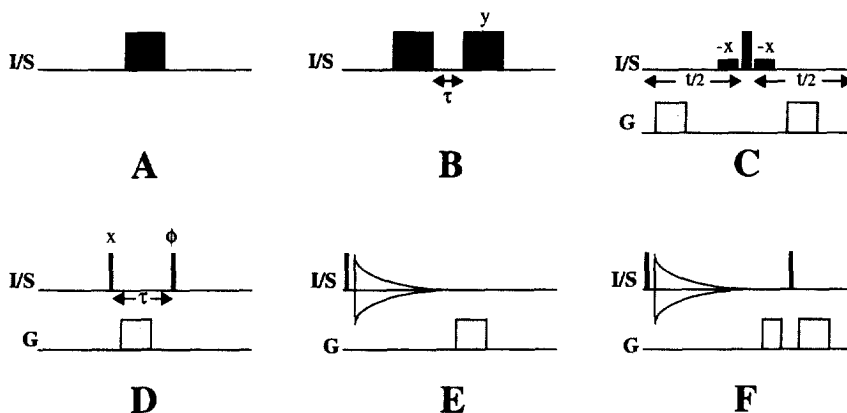 y
I/S
τ
I/S
-x
-x
I/S
t/2
t/2
G
A
B
C
x
ϕ
I/S
τ
G
I/S
G
I/S
G
D
E
F